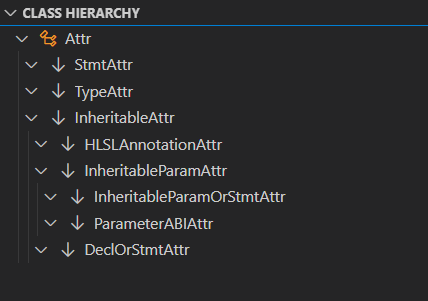 CLASS HIERARCHY
Attr
StmtAttr
TypeAttr
InheritableAttr
HLSLAnnotationAttr
InheritableParamAttr
InheritableParamOrStmtAttr
ParameterABIAttr
DeclOrStmtAttr